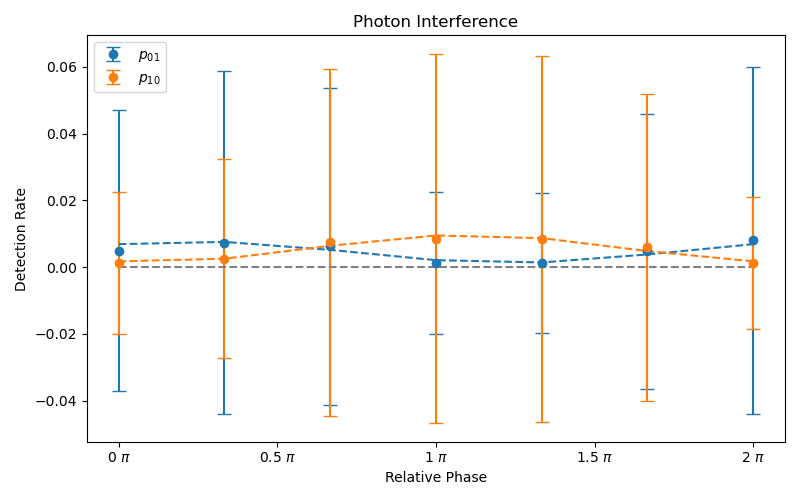 Photon Interference
p01
p10
Detection Rate
0.06
0.04
0.02
0.00
−0.02
−0.04
0 π
0.5 π
1 π
1.5 π
2 π
Relative Phase